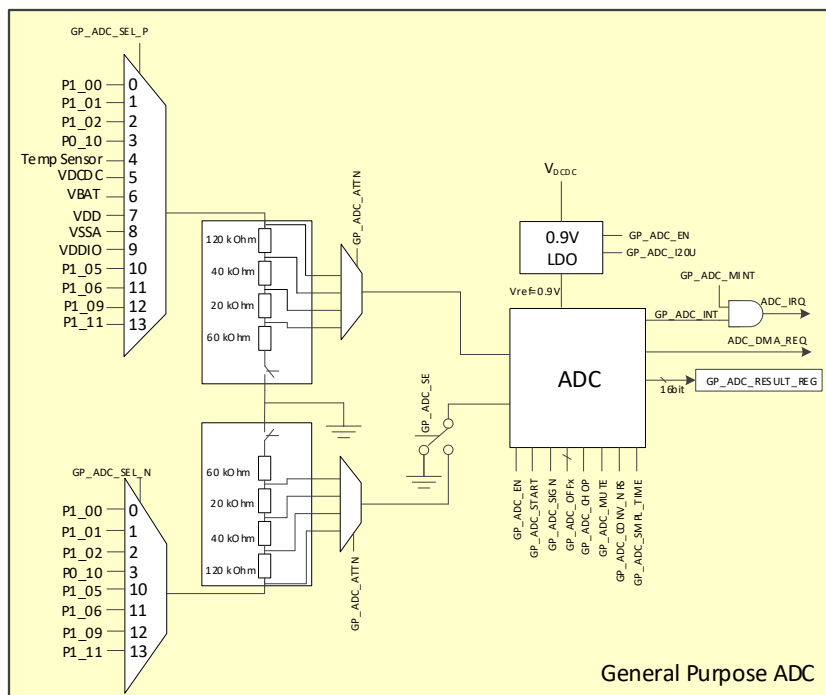 GP_ADC_SEL_P
P1_00 0
P1_01 1
P1_02 2
P0_10 3
Temp Sensor 4
VDCDC 5
VBAT 6
VDD 7
VSSA 8
VDDIO 9
P1_05 10
P1_06 11
P1_09 12
P1_11 13
120 kOhm
40 kOhm
20 kOhm
60 kOhm
GP_ADC_ATTN
VDCDC
0.9V
LDO
GP_ADC_EN
GP_ADC_I20U
Vref=0.9V
GP_ADC_MINT
GP_ADC_INT
ADC_IRQ
ADC_DMA_REQ
ADC
16bit
GP_ADC_RESULT_REG
GP_ADC_SE
GP_ADC_EN
GP_ADC_START
GP_ADC_SIGN
GP_ADC_OFFx
GP_ADC_CHOP
GP_ADC_MUTE
GP_ADC_CONV_NRS
GP_ADC_SMPL_TIME
60 kOhm
20 kOhm
40 kOhm
120 kOhm
GP_ADC_ATTN
GP_ADC_SEL_N
P1_00 0
P1_01 1
P1_02 2
P0_10 3
P1_05 10
P1_06 11
P1_09 12
P1_11 13
General Purpose ADC